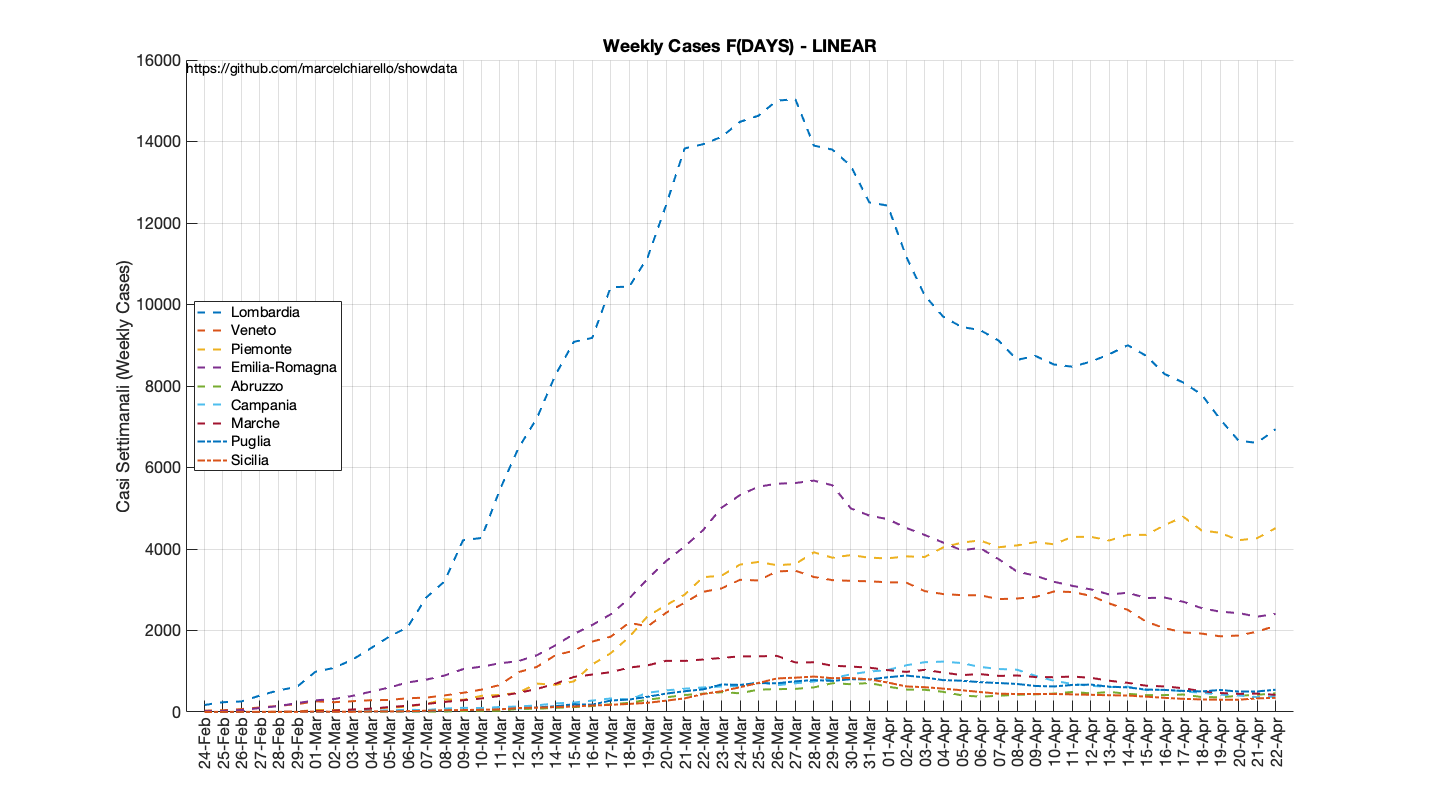 Weekly Cases F(DAYS) - LINEAR
https://github.com/marcelchiarello/showdata
Casi Settimanali (Weekly Cases)
16000
14000
12000
10000
8000
6000
4000
2000
0
Lombardia
Veneto
Piemonte
Emilia-Romagna
Abruzzo
Campania
Marche
Puglia
Sicilia
24-Feb
25-Feb
26-Feb
27-Feb
28-Feb
29-Feb
01-Mar
02-Mar
03-Mar
04-Mar
05-Mar
06-Mar
07-Mar
08-Mar
09-Mar
10-Mar
11-Mar
12-Mar
13-Mar
14-Mar
15-Mar
16-Mar
17-Mar
18-Mar
19-Mar
20-Mar
21-Mar
22-Mar
23-Mar
24-Mar
25-Mar
26-Mar
27-Mar
28-Mar
29-Mar
30-Mar
31-Mar
01-Apr
02-Apr
03-Apr
04-Apr
05-Apr
06-Apr
07-Apr
08-Apr
09-Apr
10-Apr
11-Apr
12-Apr
13-Apr
14-Apr
15-Apr
16-Apr
17-Apr
18-Apr
19-Apr
20-Apr
21-Apr
22-Apr